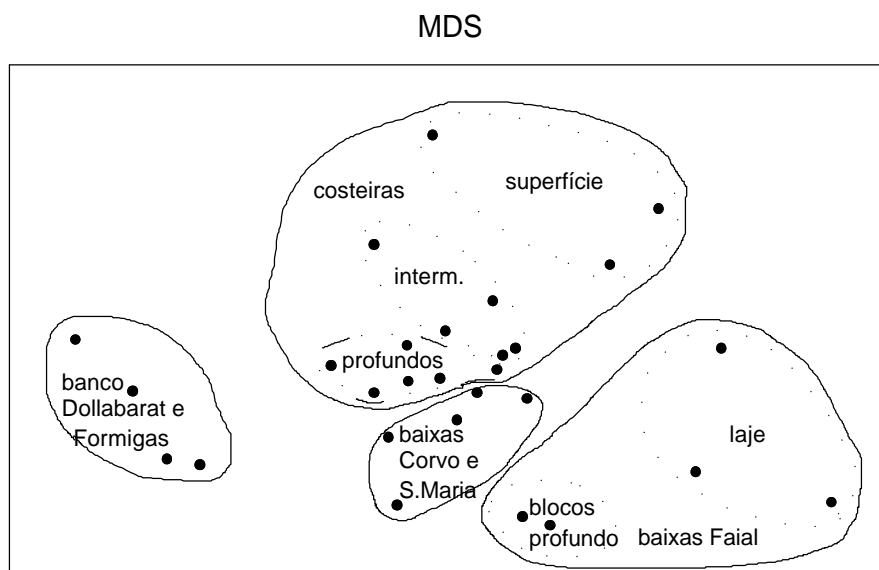 MDS
costeiras
superfície
interm.
profundos
banco
Dollabarat e
Formigas
baixas
Corvo e
S.Maria
laje
blocos
profundo
baixas Faial